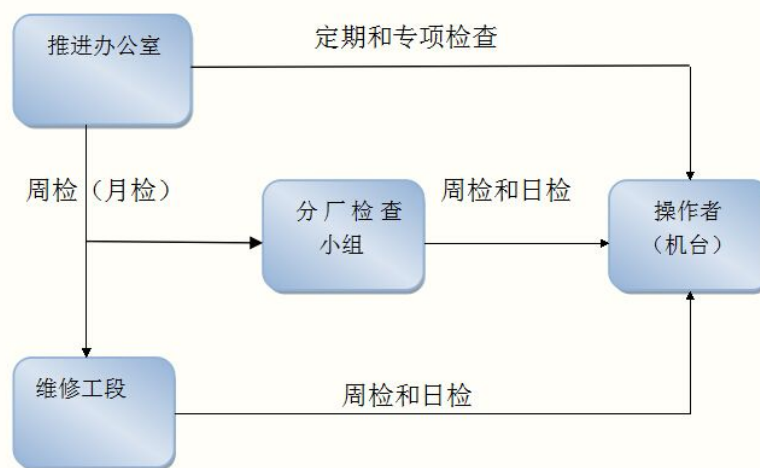 推进办公室
定期和专项检查
周检（月检）
分厂检查
小组
周检和日检
操作者
（机台）
维修工段
周检和日检